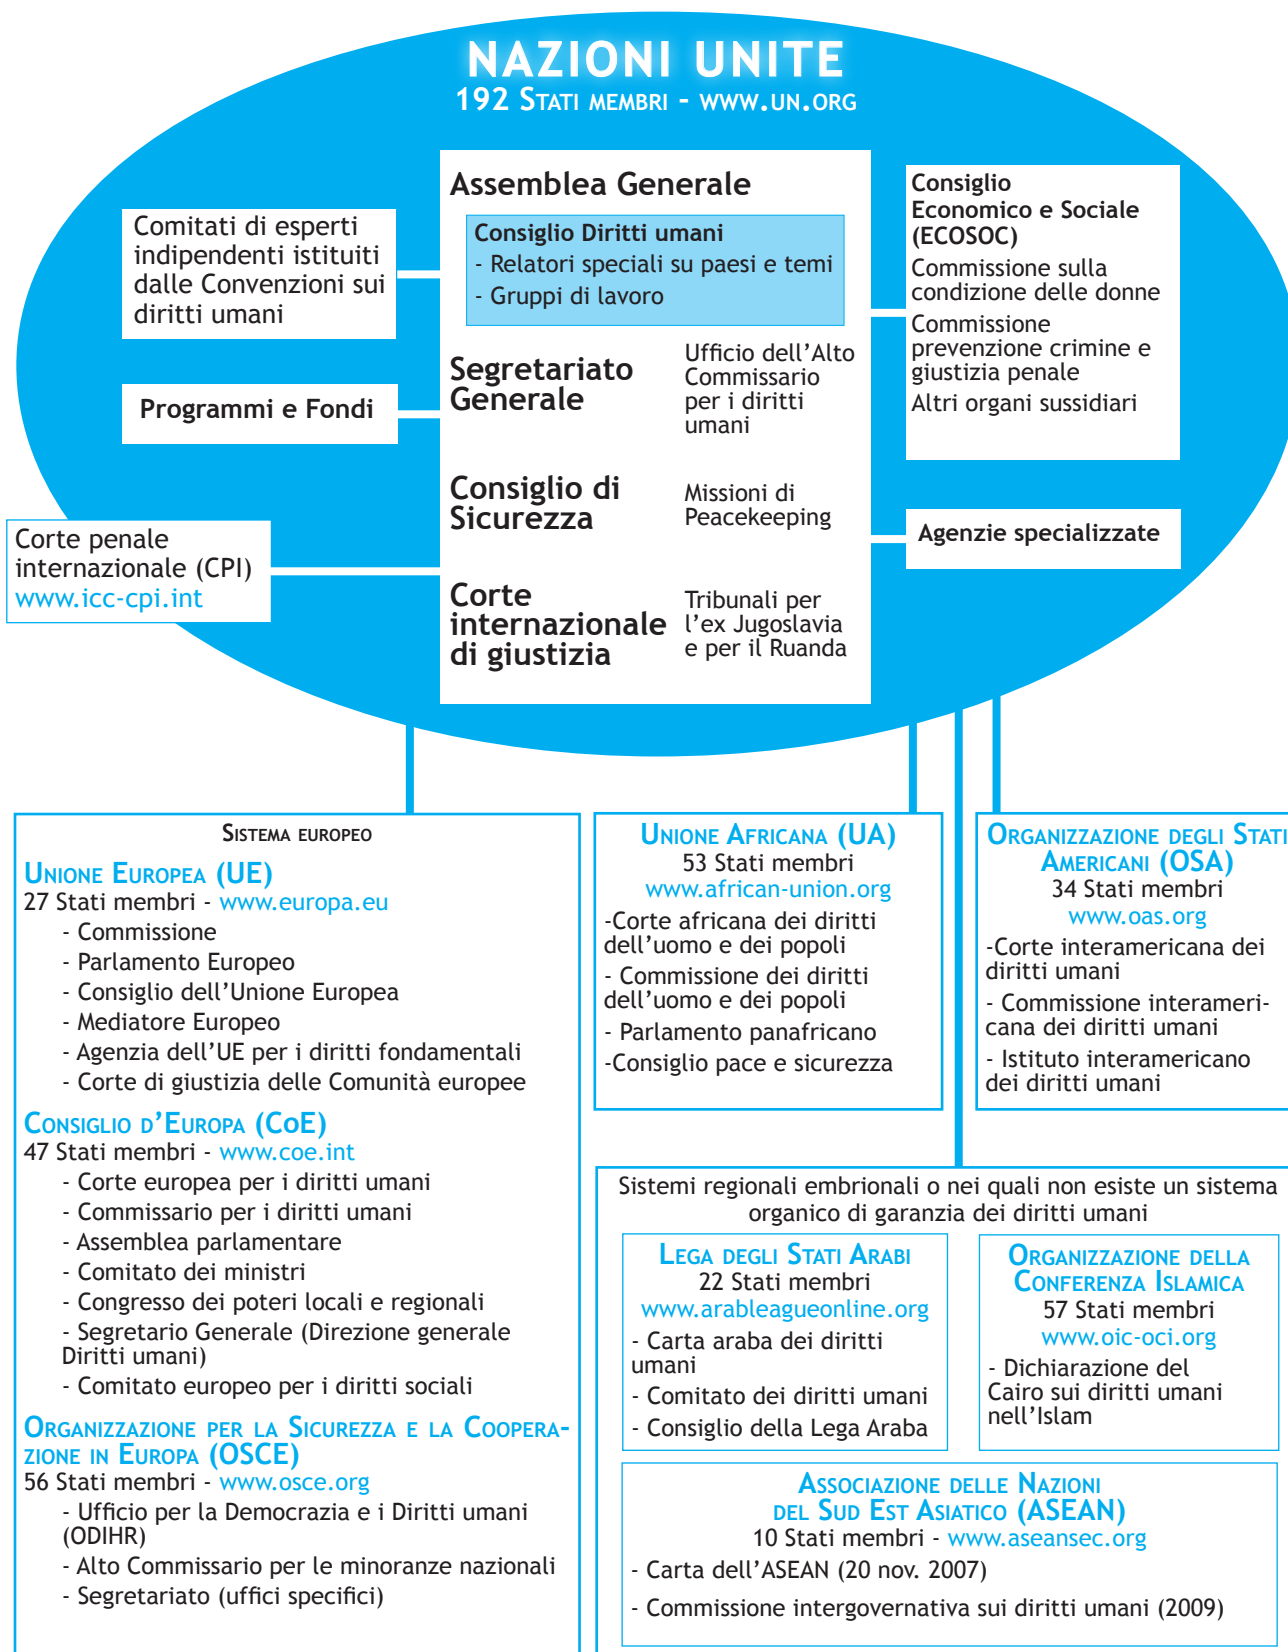 NAZIONI UNITE
192 Stati membri - www.un.org
Comitati di esperti
indipendenti istituiti
dalle Convenzioni sui
diritti umani
Programmi e Fondi
Corte penale
internazionale (CPI)
www.icc-cpi.int
Assemblea Generale
Consiglio Diritti umani
- Relatori speciali su paesi e temi
- Gruppi di lavoro
Segretariato
Generale
Ufficio dell'Alto
Commissario
per i diritti
umani
Consiglio di
Sicurezza
Missioni di
Peacekeeping
Corte
internazionale
di giustizia
Tribunali per
l'ex Jugoslavia
e per il Ruanda
Consiglio
Economico e Sociale
(ECOSOC)
Commissione sulla
condizione delle donne
Commissione
prevenzione crimine e
giustizia penale
Altri organi sussidiari
Agenzie specializzate
Sistema europeo
Unione Europea (UE)
27 Stati membri - www.europa.eu
- Commissione
- Parlamento Europeo
- Consiglio dell'Unione Europea
- Mediatore Europeo
- Agenzia dell'UE per i diritti fondamentali
- Corte di giustizia delle Comunità europee
Consiglio d'Europa (CoE)
47 Stati membri - www.coe.int
- Corte europea per i diritti umani
- Commissario per i diritti umani
- Assemblea parlamentare
- Comitato dei ministri
- Congresso dei poteri locali e regionali
- Segretario Generale (Direzione generale
Diritti umani)
- Comitato europeo per i diritti sociali
Organizzazione per la Sicurezza e la Coopera-
zione in Europa (OSCE)
56 Stati membri - www.osce.org
- Ufficio per la Democrazia e i Diritti umani
(ODIHR)
- Alto Commissario per le minoranze nazionali
- Segretariato (uffici specifici)
Unione Africana (UA)
53 Stati membri
www.african-union.org
-Corte africana dei diritti
dell'uomo e dei popoli
- Commissione dei diritti
dell'uomo e dei popoli
- Parlamento panafricano
-Consiglio pace e sicurezza
Organizzazione degli Stati
Americani (OSA)
34 Stati membri
www.oas.org
-Corte interamericana dei
diritti umani
- Commissione interameri-
cana dei diritti umani
- Istituto interamericano
dei diritti umani
Sistemi regionali embrionali o nei quali non esiste un sistema
organico di garanzia dei diritti umani
Lega degli Stati Arabi
22 Stati membri
www.arableagueonline.org
- Carta araba dei diritti
umani
- Comitato dei diritti umani
- Consiglio della Lega Araba
Organizzazione della
Conferenza Islamica
57 Stati membri
www.oic-oci.org
- Dichiarazione del
Cairo sui diritti umani
nell'Islam
Associazione delle Nazioni
del Sud Est Asiatico (ASEAN)
10 Stati membri - www.aseansec.org
- Carta dell'ASEAN (20 nov. 2007)
- Commissione intergovernativa sui diritti umani (2009)